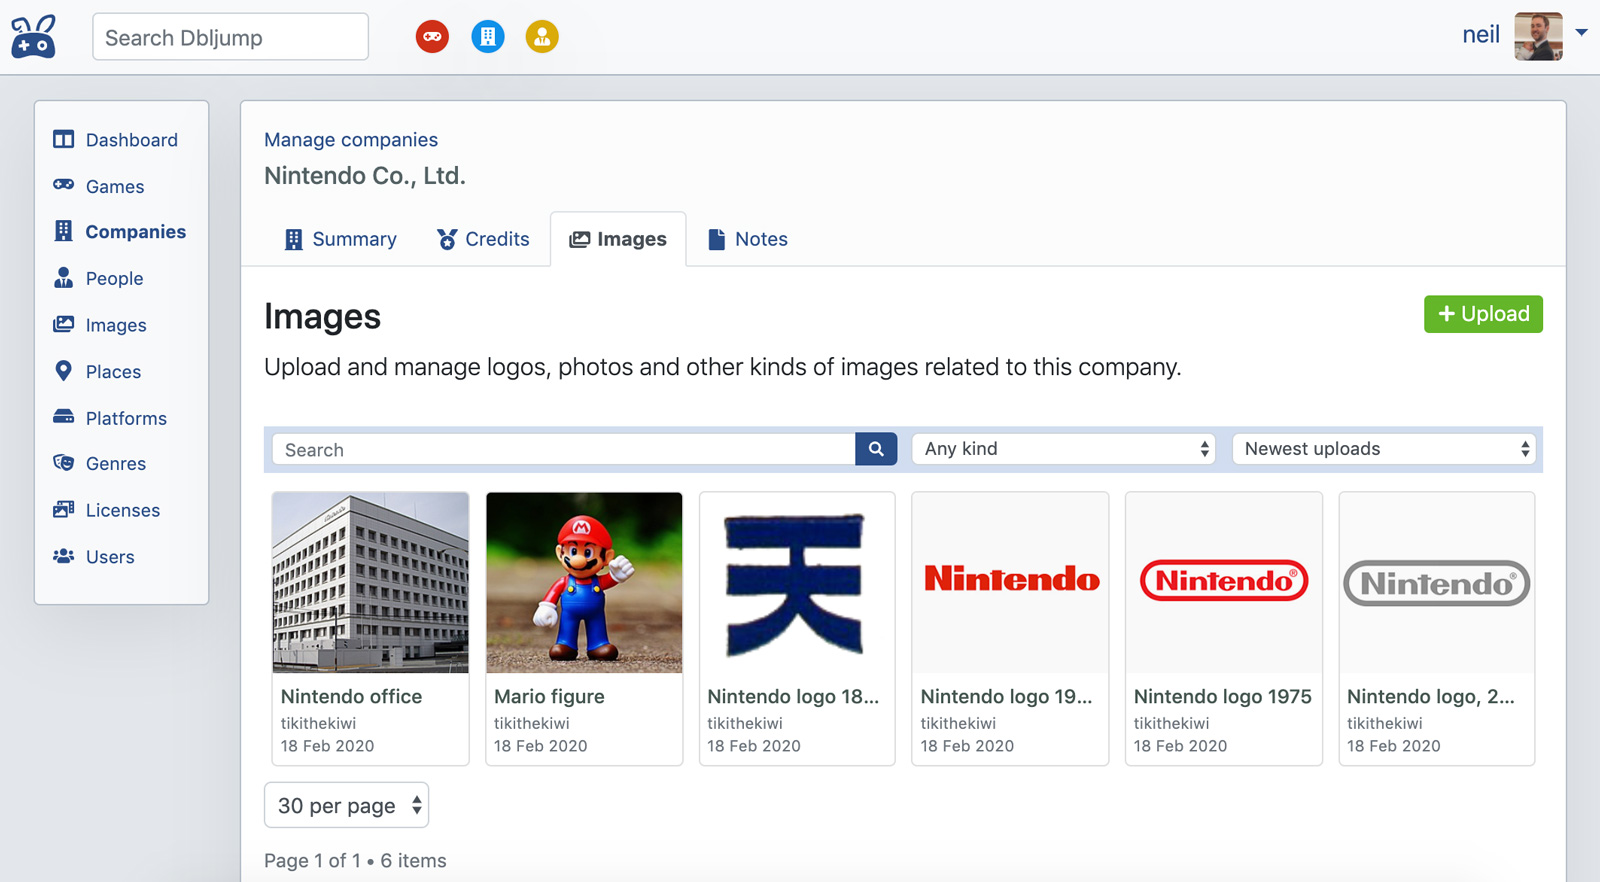 Search Dbljump
neil
Dashboard
Games
Companies
People
Images
Places
Platforms
Genres
Licenses
Users
Manage companies
Nintendo Co., Ltd.
Summary
Credits
Images
Notes
Images
+ Upload
Upload and manage logos, photos and other kinds of images related to this company.
Search
Any kind
Newest uploads
M
天
Nintendo
Nintendo®
Nintendo®
Nintendo office
tikithekiwi
18 Feb 2020
Mario figure
tikithekiwi
18 Feb 2020
Nintendo logo 18...
tikithekiwi
18 Feb 2020
Nintendo logo 19...
tikithekiwi
18 Feb 2020
Nintendo logo 1975
tikithekiwi
18 Feb 2020
Nintendo logo, 2...
tikithekiwi
18 Feb 2020
30 per page
Page 1 of 1 • 6 items